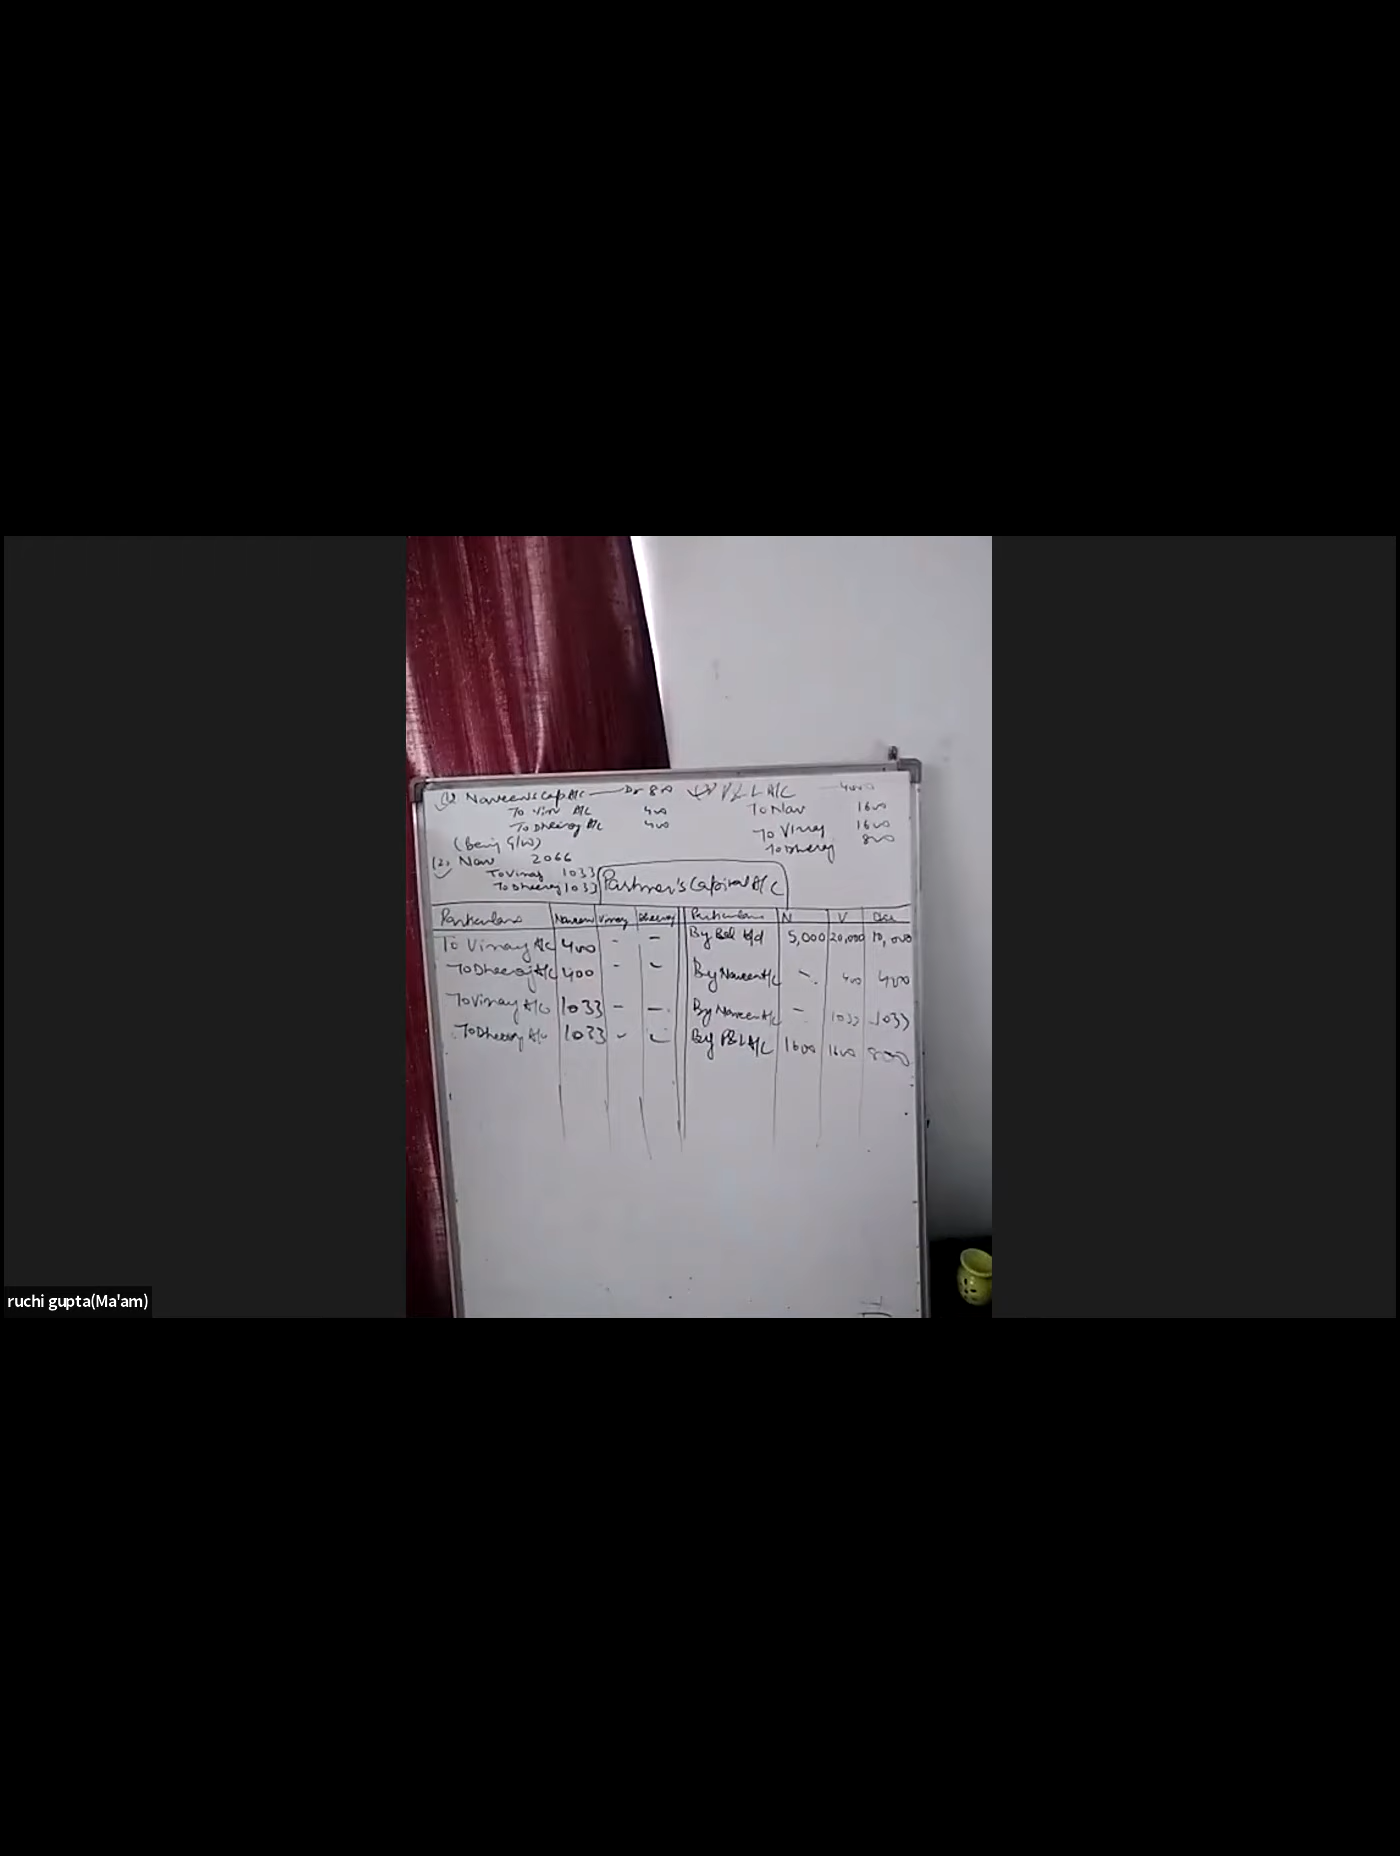 (1) Naveen's Cap A/c — Dr 800
To Vin A/c 400
To Dheeraj A/c 400
(Being G/W)
(2) Nav 2066
To Vinay 1033
To Dheeraj 1033
P&L A/C — 4000
To Nav 1600
To Vinay 1600
To Dheeraj 800
Partner's Capital A/c
Particulars Naveen Vinay Dheeraj Particulars N V Dee
To Vinay A/c 400 - - By Bal b/d 5,000 20,000 10,000
To Dheeraj A/c 400 - - By Naveen A/c - 400 400
To Vinay A/c 1033 - - By Naveen A/c - 1033 1033
To Dheeraj A/c 1033 - - By P&L A/C 1600 1600 800
ruchi gupta(Ma'am)